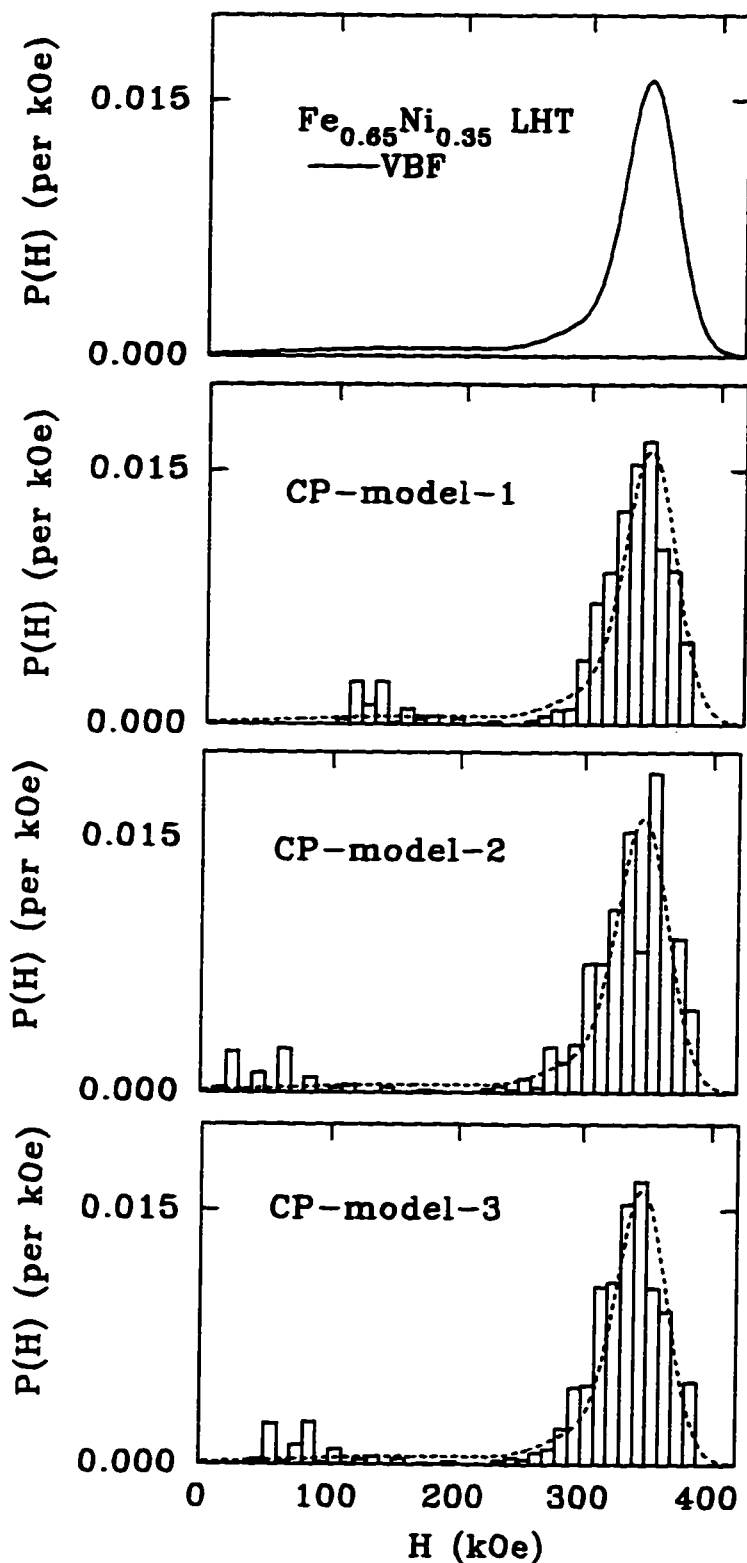 P(H) (per kOe)
0.015
0.000
Fe0.65Ni0.35 LHT
VBF
P(H) (per kOe)
0.015
0.000
CP-model-1
P(H) (per kOe)
0.015
0.000
CP-model-2
P(H) (per kOe)
0.015
0.000
CP-model-3
0 100 200 300 400
H (kOe)